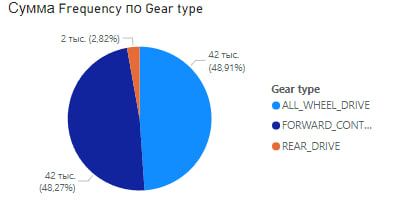 Сумма Frequency по Gear type
2 тыс. (2,82%)
42 тыс.
(48,91%)
Gear type
ALL_WHEEL_DRIVE
FORWARD_CONT...
REAR_DRIVE
42 тыс.
(48,27%)